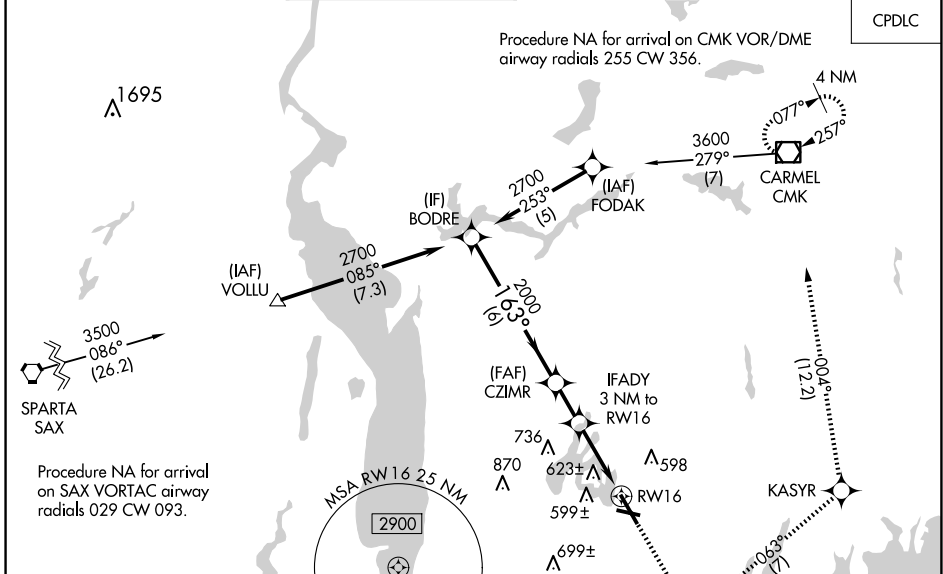 CPDLC
Procedure NA for arrival on CMK VOR/DME
airway radials 255 CW 356.
4 NM
1695
077°
257°
3600
279°
(7)
CARMEL
CMK
2700
253°
(5)
(IAF)
FODAK
(IF)
BODRE
2700
085°
(7.3)
(IAF)
VOLLU
2000
163°
(6)
3500
086°
(26.2)
SPARTA
SAX
(FAF)
CZIMR
IFADY
3 NM to
RW16
004°
(12.2)
736
870
623±
598
599±
RW16
KASYR
Procedure NA for arrival
on SAX VORTAC airway
radials 029 CW 093.
MSA RW16 25 NM
2900
699±
063°
(7)